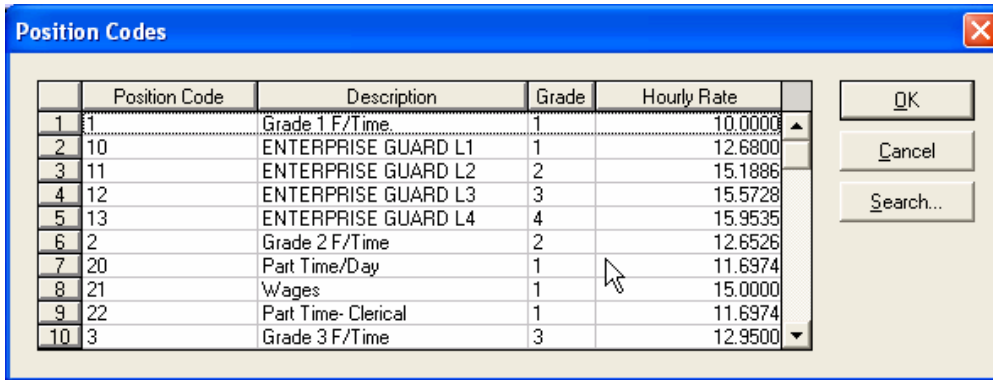 Position Codes
Position Code Description Grade Hourly Rate
1 1 Grade 1 F/Time. 1 10.0000
2 10 ENTERPRISE GUARD L1 1 12.6800
3 11 ENTERPRISE GUARD L2 2 15.1886
4 12 ENTERPRISE GUARD L3 3 15.5728
5 13 ENTERPRISE GUARD L4 4 15.9535
6 2 Grade 2 F/Time 2 12.6526
7 20 Part Time/Day 1 11.6974
8 21 Wages 1 15.0000
9 22 Part Time- Clerical 1 11.6974
10 3 Grade 3 F/Time 3 12.9500
OK
Cancel
Search...